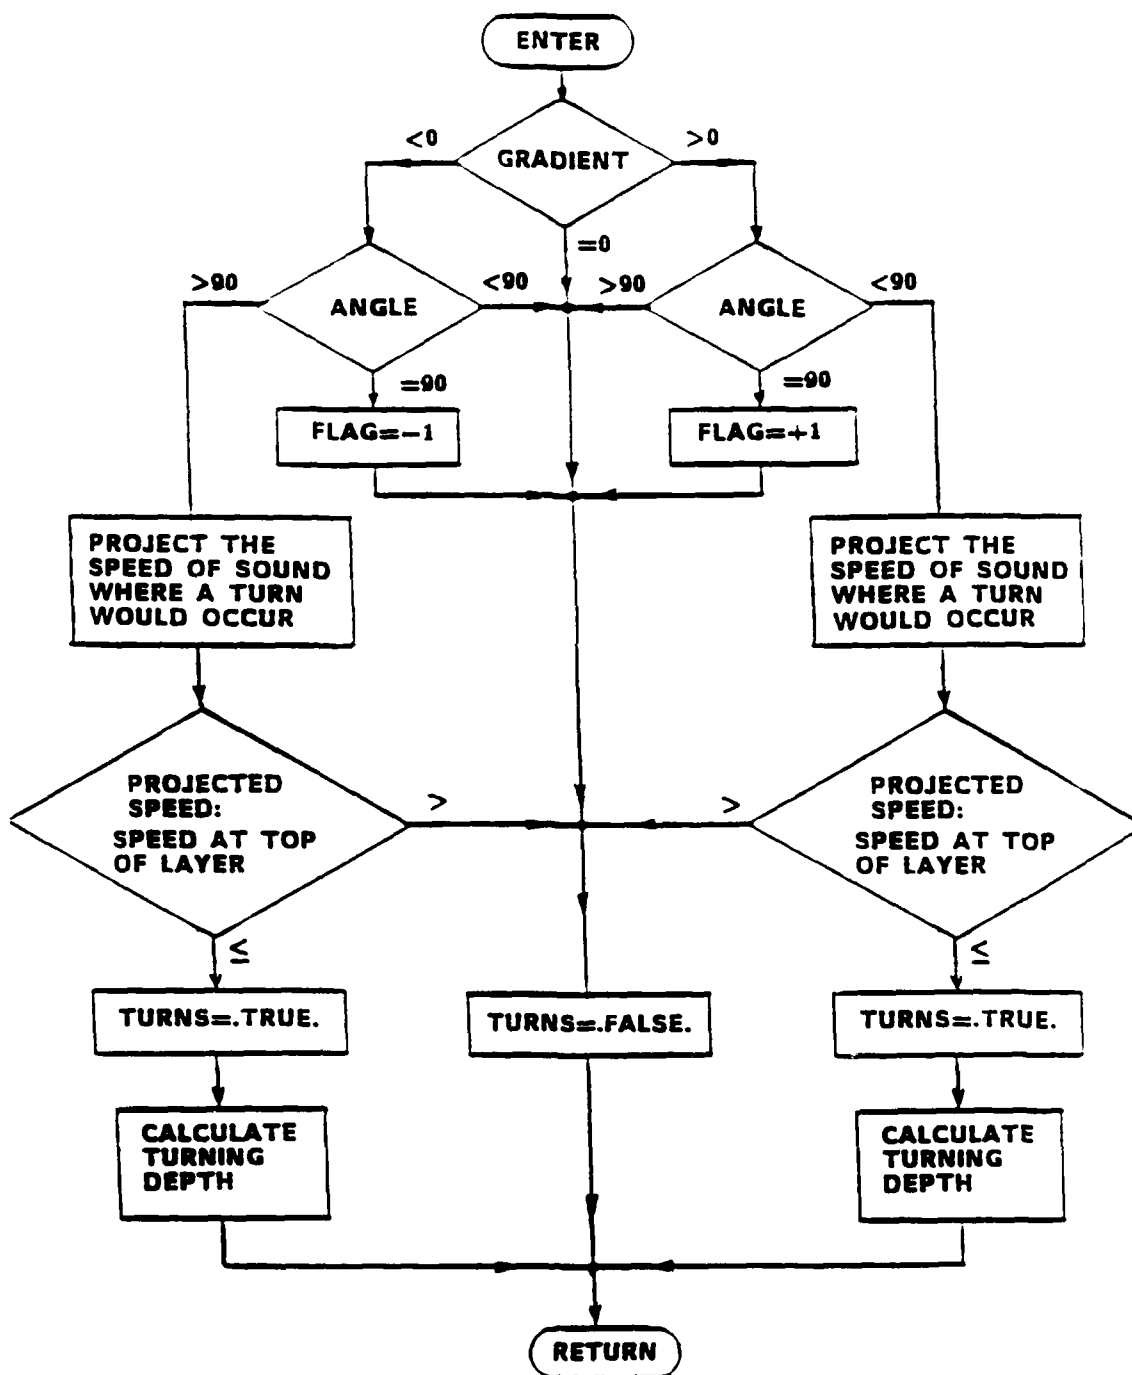 ENTER
<0
>0
GRADIENT
=0
>90
<90
>90
<90
ANGLE
ANGLE
=90
=90
FLAG=-1
FLAG=+1
PROJECT THE
SPEED OF SOUND
WHERE A TURN
WOULD OCCUR
PROJECT THE
SPEED OF SOUND
WHERE A TURN
WOULD OCCUR
PROJECTED
SPEED:
SPEED AT TOP
OF LAYER
>
>
PROJECTED
SPEED:
SPEED AT TOP
OF LAYER
≤
≤
TURNS=.TRUE.
TURNS=.FALSE.
TURNS=.TRUE.
CALCULATE
TURNING
DEPTH
CALCULATE
TURNING
DEPTH
RETURN